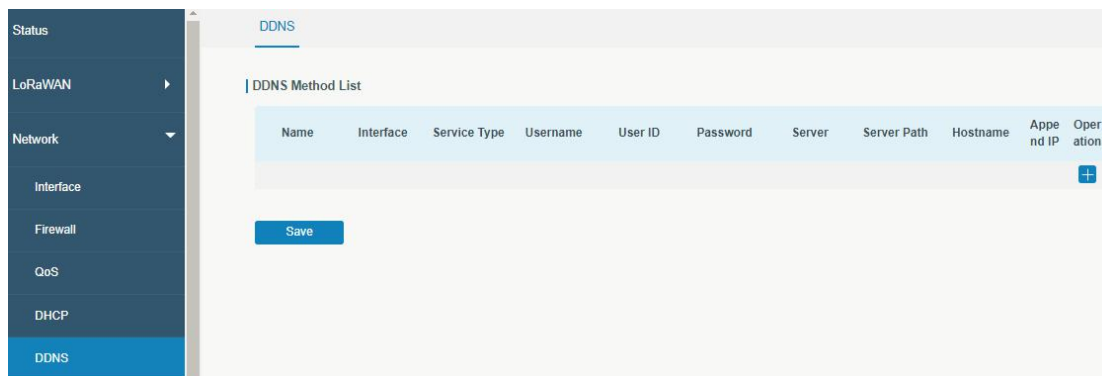 Status
LoRaWAN
Network
Interface
Firewall
QoS
DHCP
DDNS
DDNS
DDNS Method List
Name Interface Service Type Username User ID Password Server Server Path Hostname Appe Oper
nd IP ation
Save